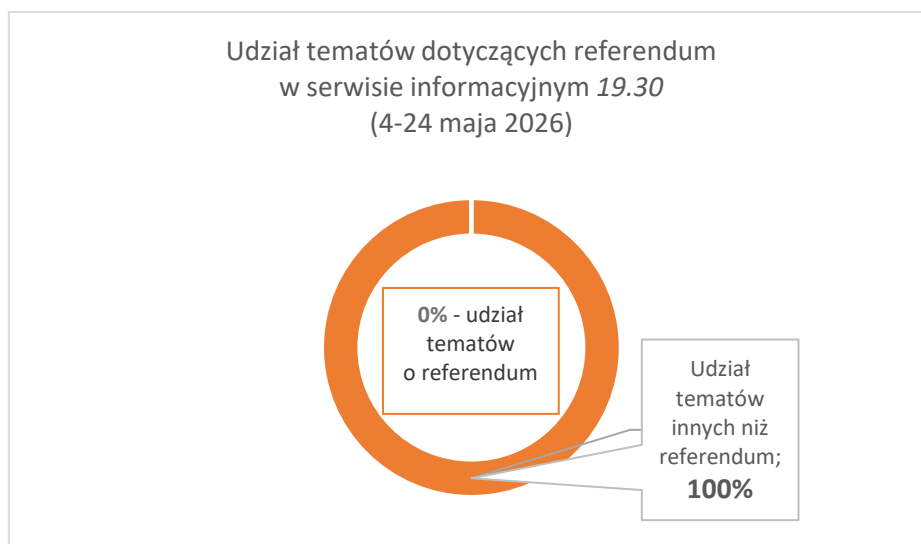 Udział tematów dotyczących referendum
w serwisie informacyjnym 19.30
(4-24 maja 2026)
0% - udział
tematów
o referendum
Udział
tematów
innych niż
referendum;
100%